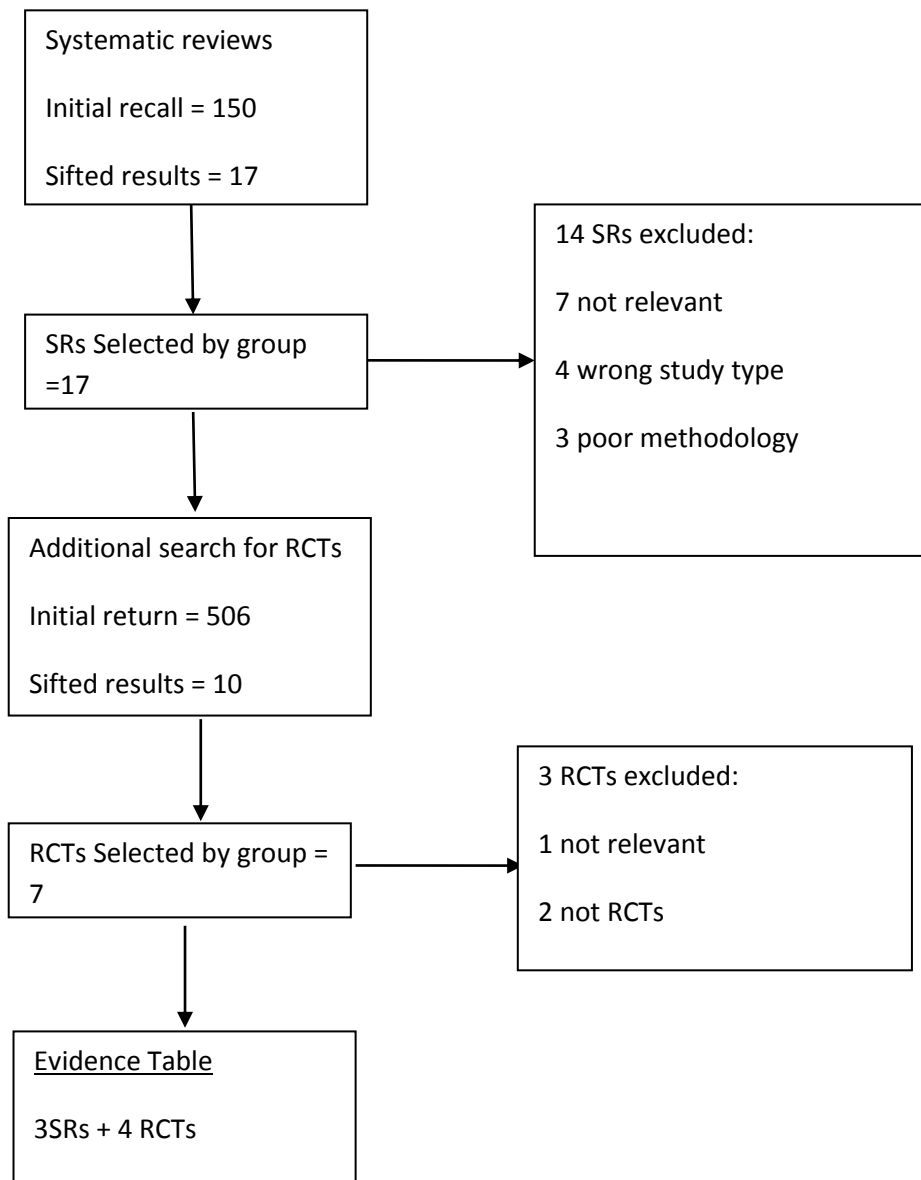 Systematic reviews
Initial recall = 150
Sifted results = 17
14 SRs excluded:
7 not relevant
4 wrong study type
3 poor methodology
SRs Selected by group
=17
Additional search for RCTs
Initial return = 506
Sifted results = 10
3 RCTs excluded:
1 not relevant
2 not RCTs
RCTs Selected by group =
7
Evidence Table
3SRs + 4 RCTs